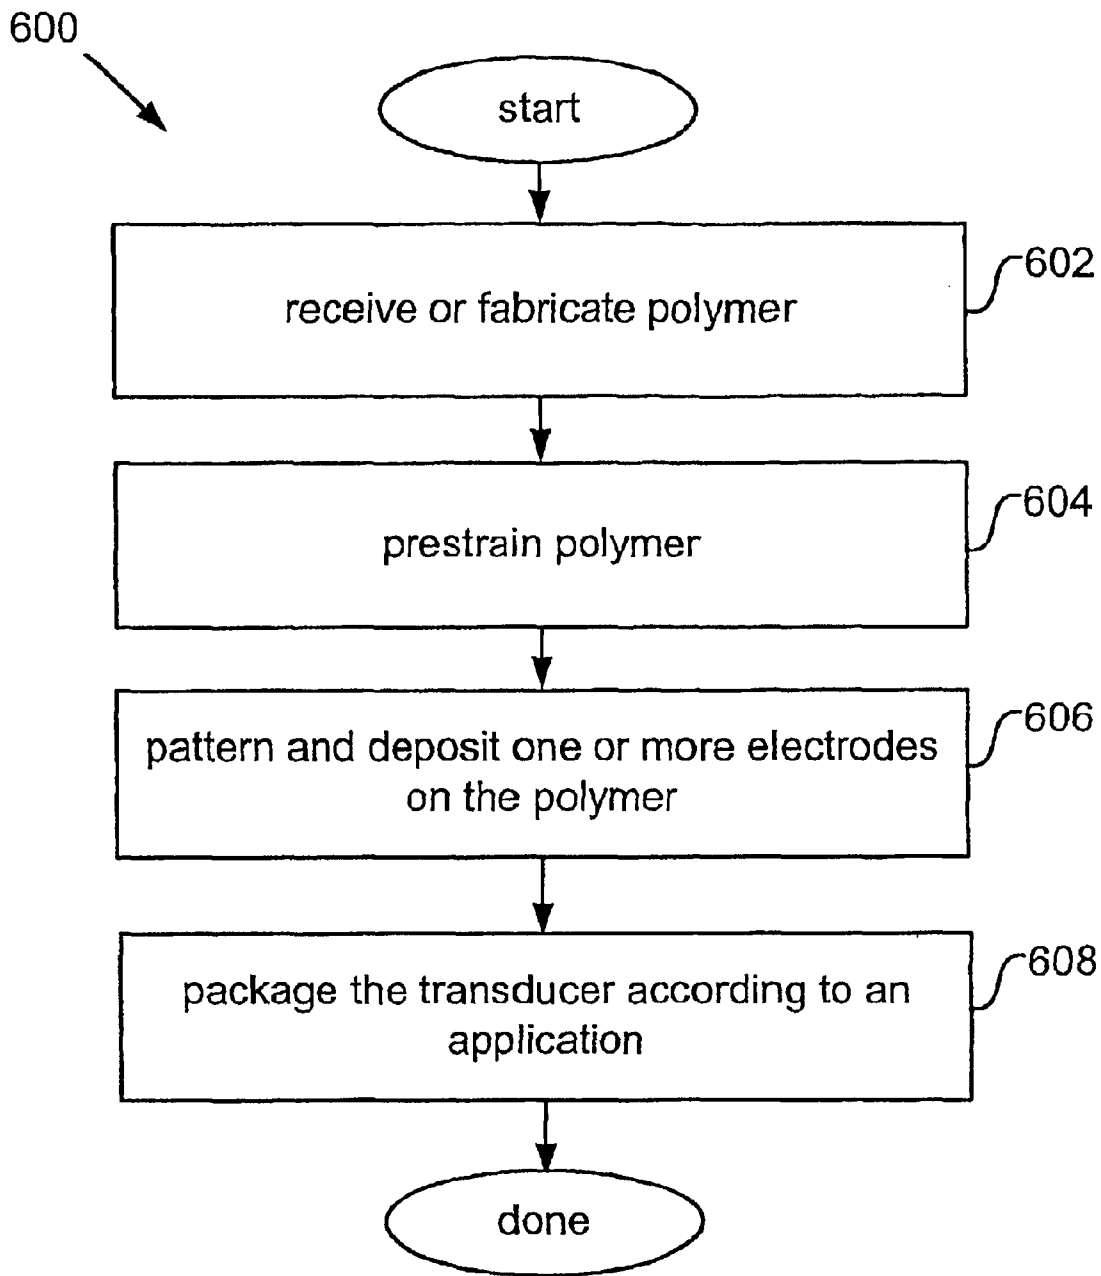 600
start
602
receive or fabricate polymer
604
prestrain polymer
606
pattern and deposit one or more electrodes
on the polymer
608
package the transducer according to an
application
done